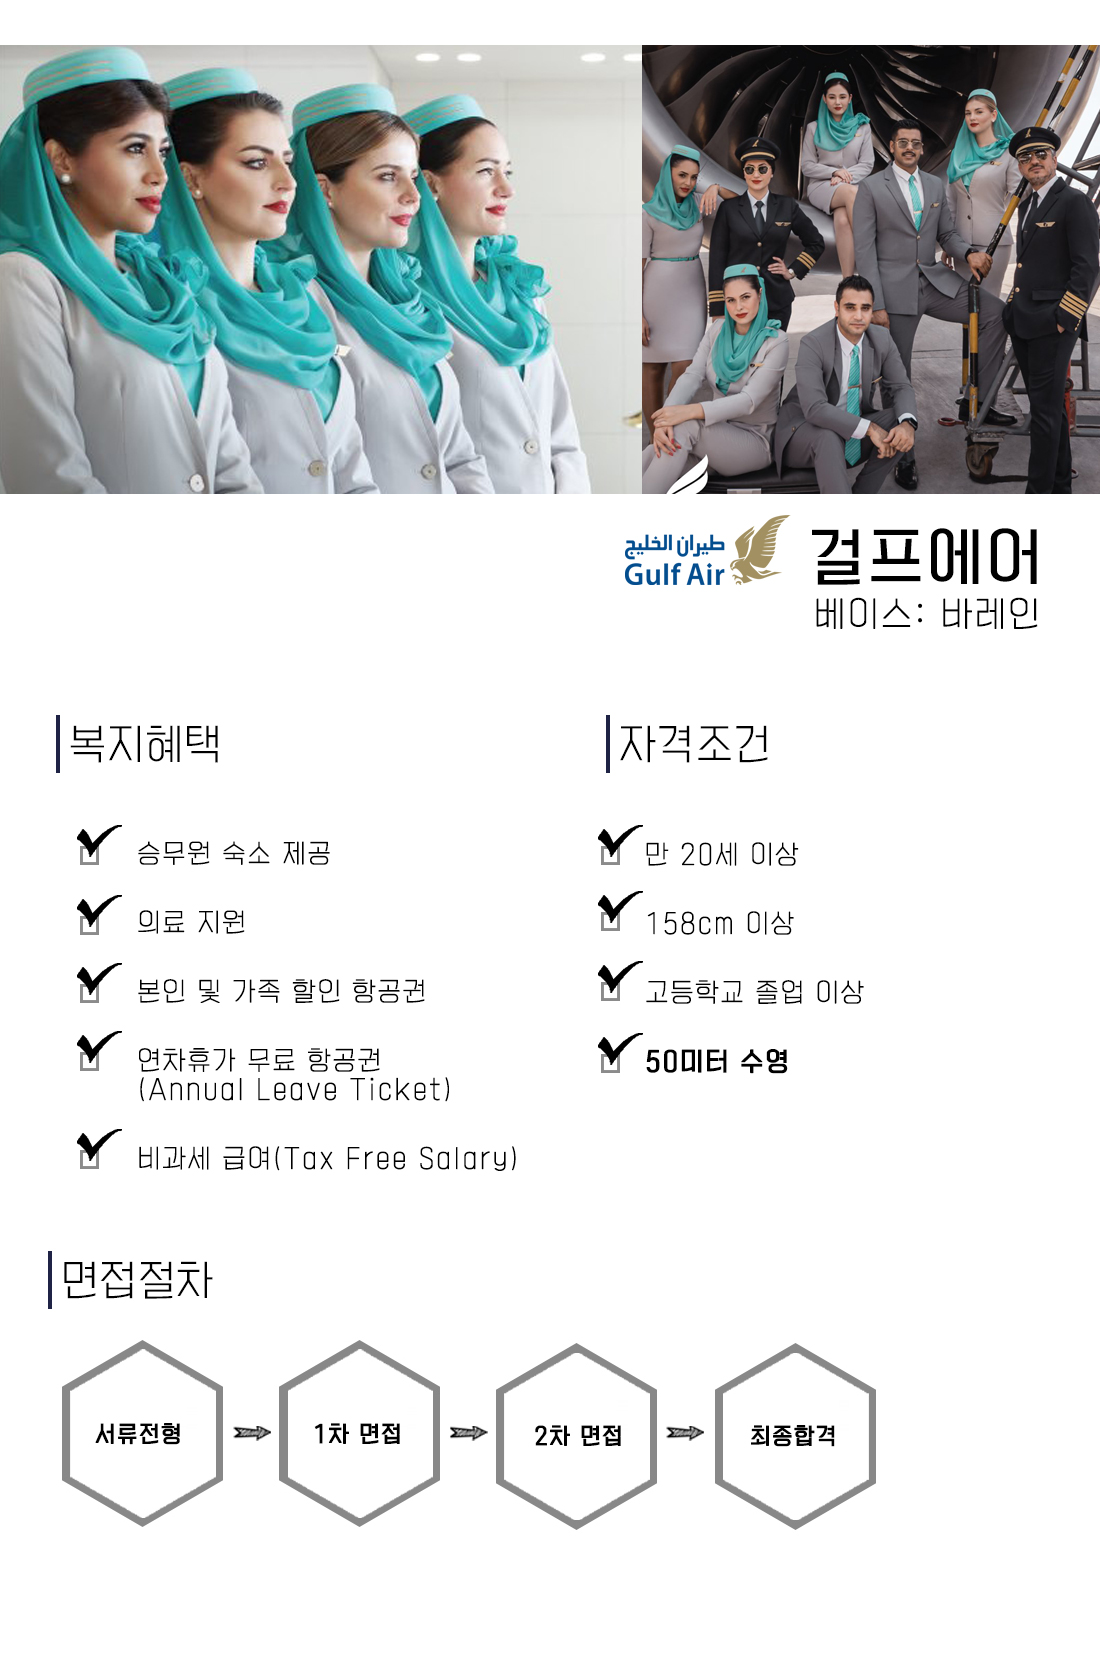 طيران الخليج
Gulf Air
걸프에어
베이스: 바레인
복지혜택
승무원 숙소 제공
의료 지원
본인 및 가족 할인 항공권
연차휴가 무료 항공권
(Annual Leave Ticket)
비과세 급여(Tax Free Salary)
자격조건
만 20세 이상
158cm 이상
고등학교 졸업 이상
50미터 수영
면접절차
서류전형
1차 면접
2차 면접
최종합격